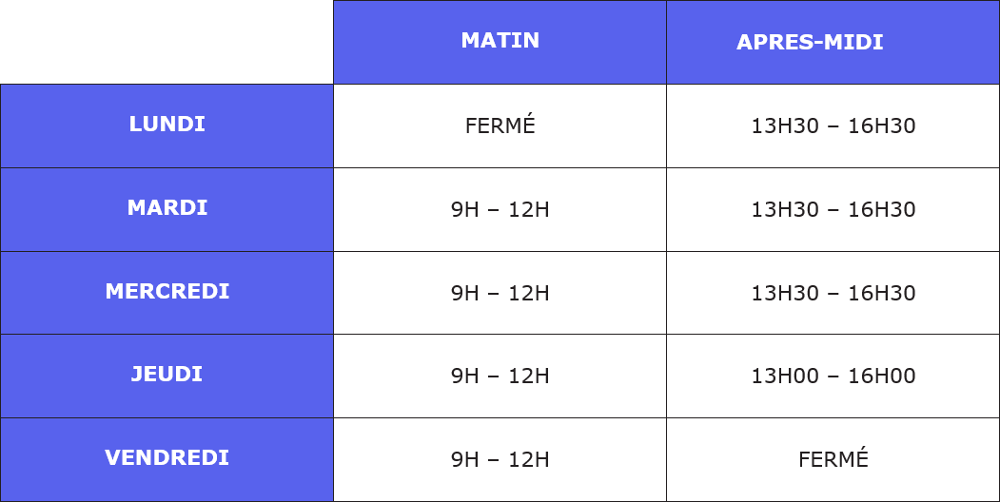 MATIN APRES-MIDI
LUNDI FERMÉ 13H30 – 16H30
MARDI 9H – 12H 13H30 – 16H30
MERCREDI 9H – 12H 13H30 – 16H30
JEUDI 9H – 12H 13H00 – 16H00
VENDREDI 9H – 12H FERMÉ